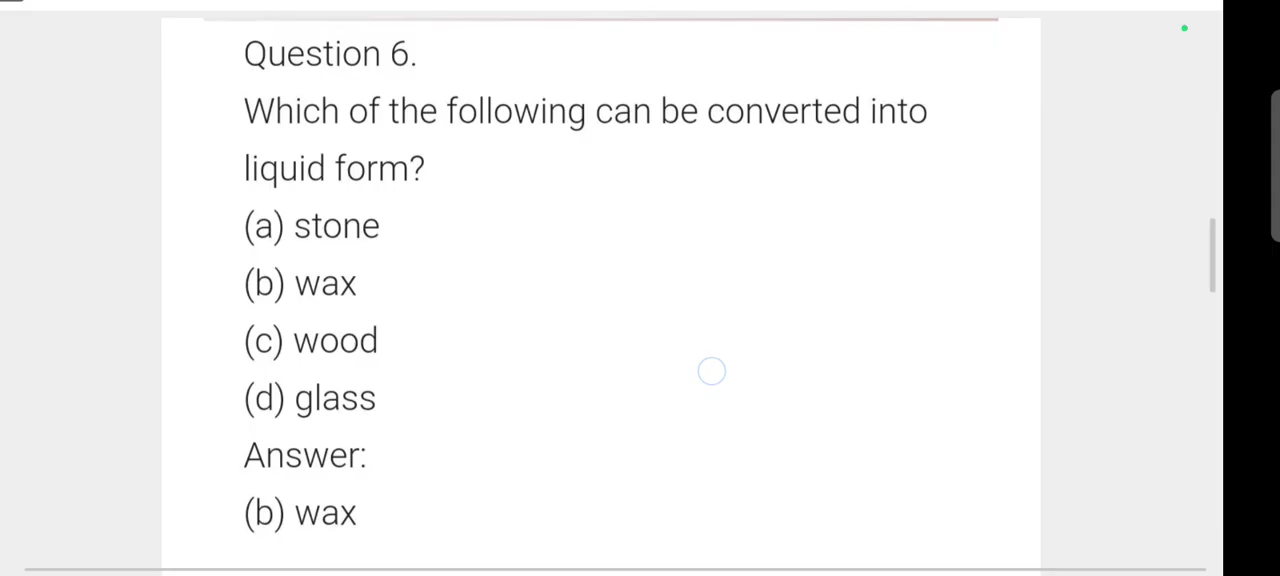 Question 6.
Which of the following can be converted into
liquid form?
(a) stone
(b) wax
(c) wood
(d) glass
Answer:
(b) wax